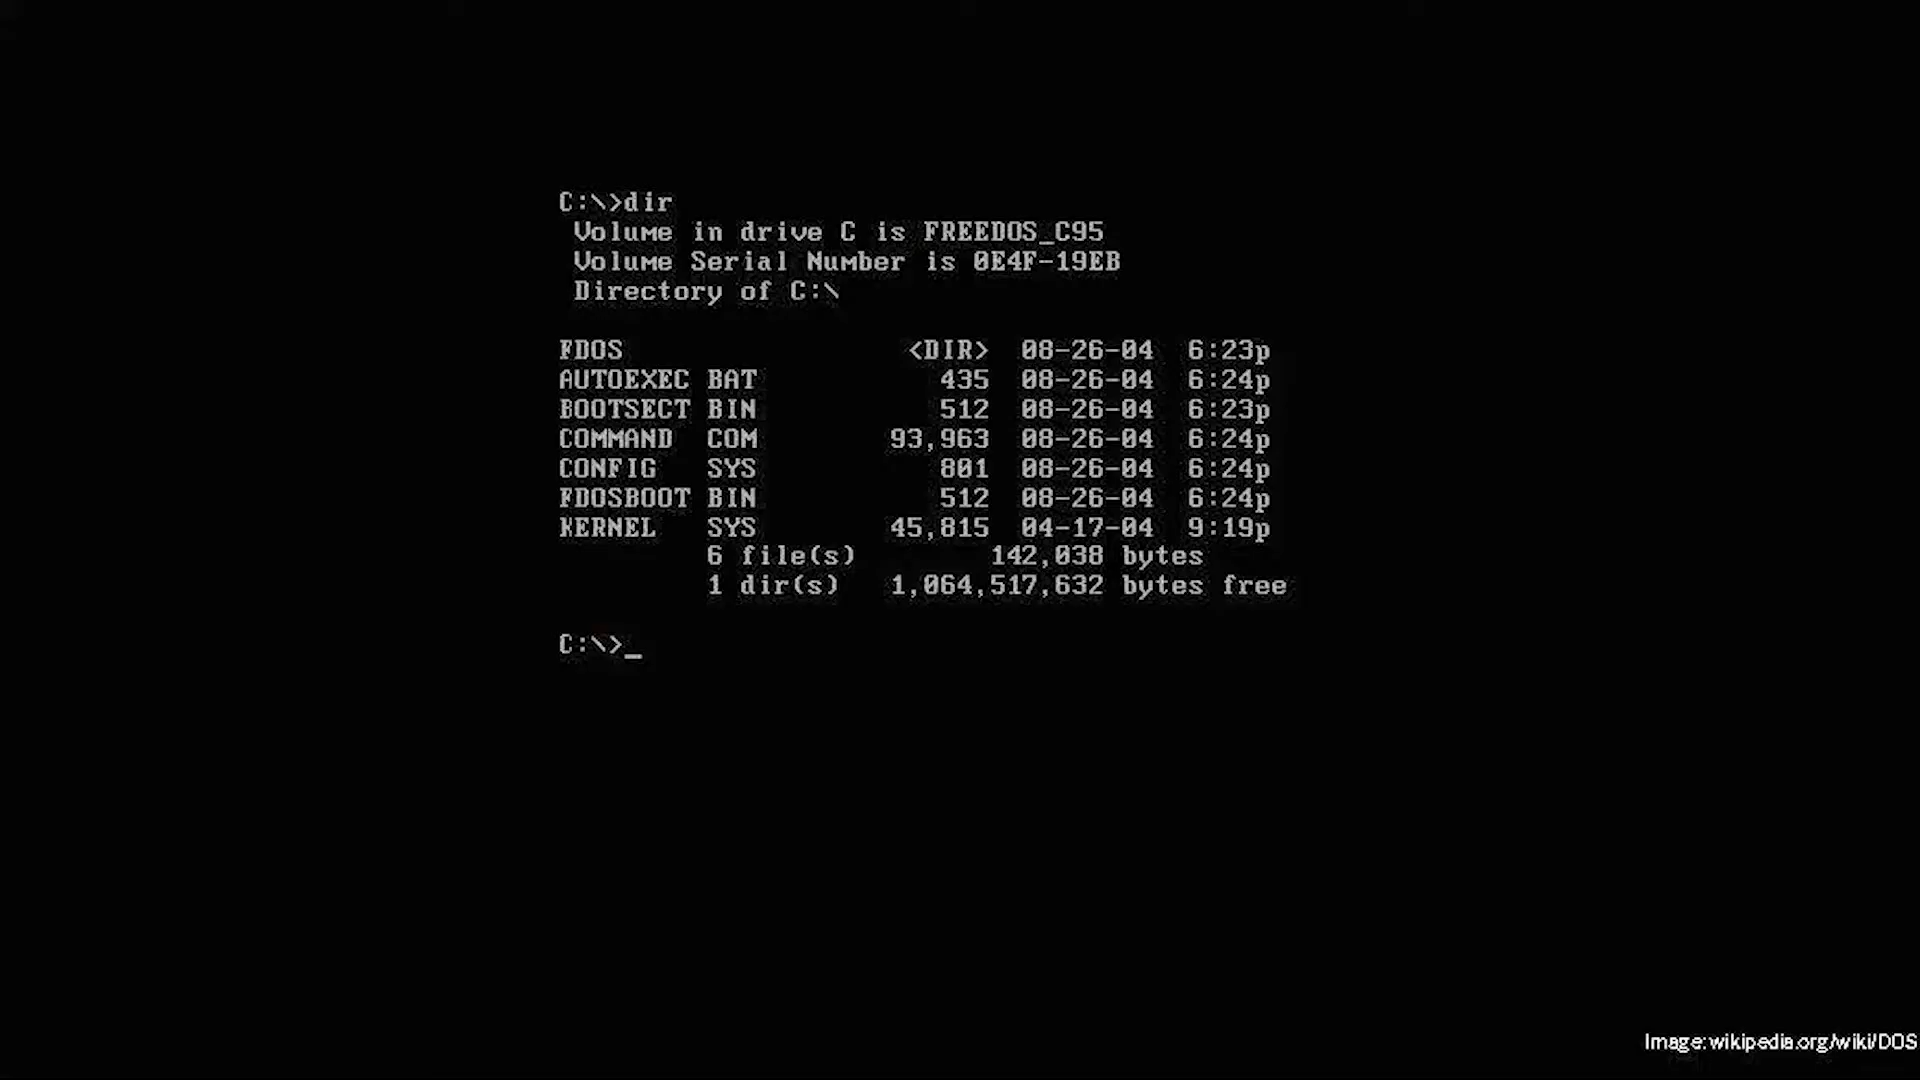 C:\>dir
Volume in drive C is FREEDOS_C95
Volume Serial Number is 0E4F-19EB
Directory of C:\
FDOS <DIR> 08-26-04 6:23p
AUTOEXEC BAT 435 08-26-04 6:24p
BOOTSECT BIN 512 08-26-04 6:23p
COMMAND COM 93,963 08-26-04 6:24p
CONFIG SYS 801 08-26-04 6:24p
FDOSBOOT BIN 512 08-26-04 6:24p
KERNEL SYS 45,815 04-17-04 9:19p
6 file(s) 142,038 bytes
1 dir(s) 1,064,517,632 bytes free
C:\>_
Image:wikipedia.org/wiki/DOS